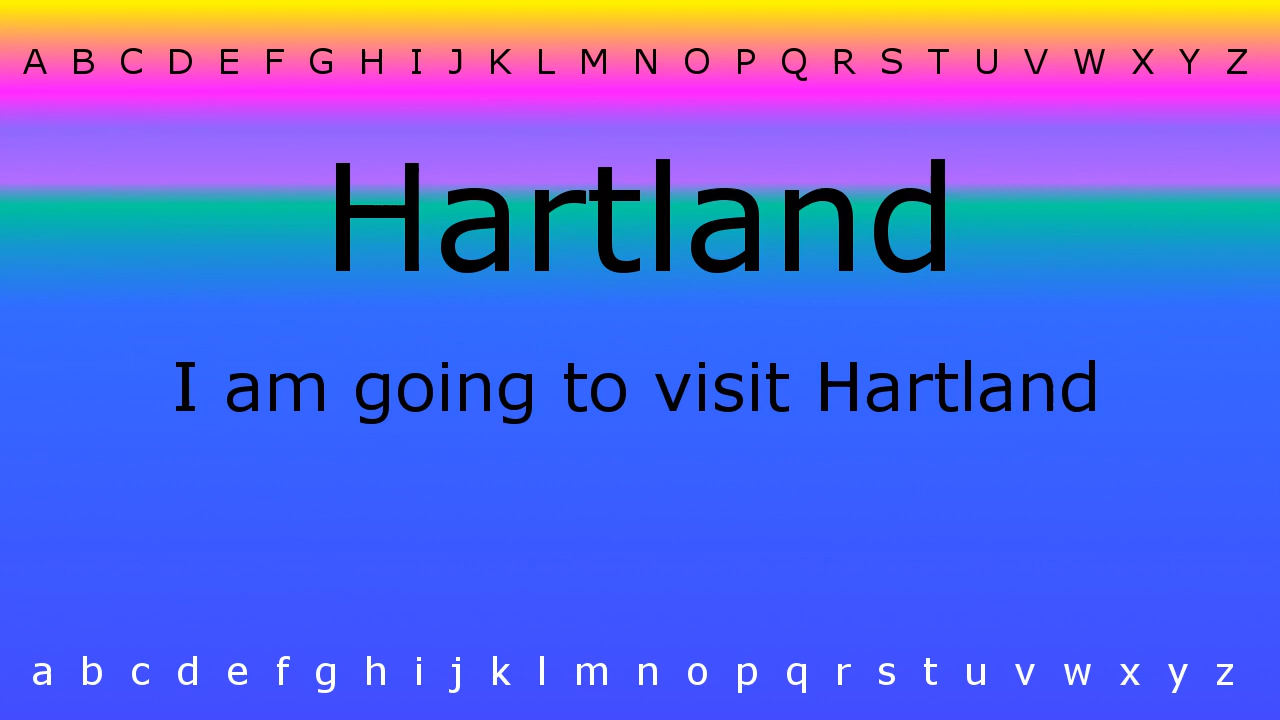 A B C D E F G H I J K L M N O P Q R S T U V W X Y Z
Hartland
I am going to visit Hartland
a b c d e f g h i j k l m n o p q r s t u v w x y z